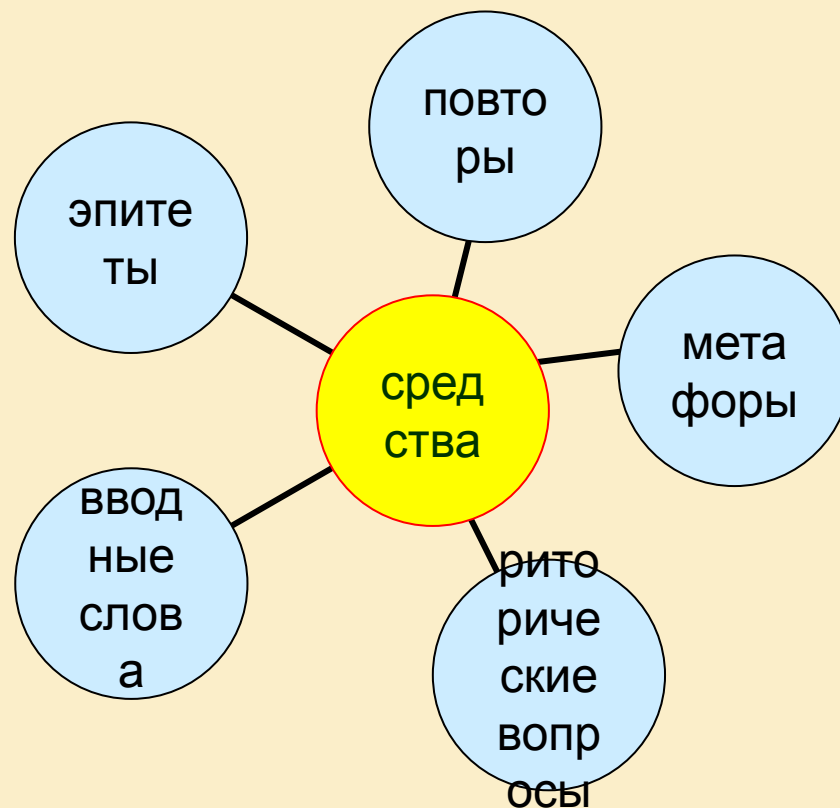 повто
ры
эпите
ты
мета
форы
сред
ства
ввод
ные
слов
а
рито
риче
ские
вопр
осы